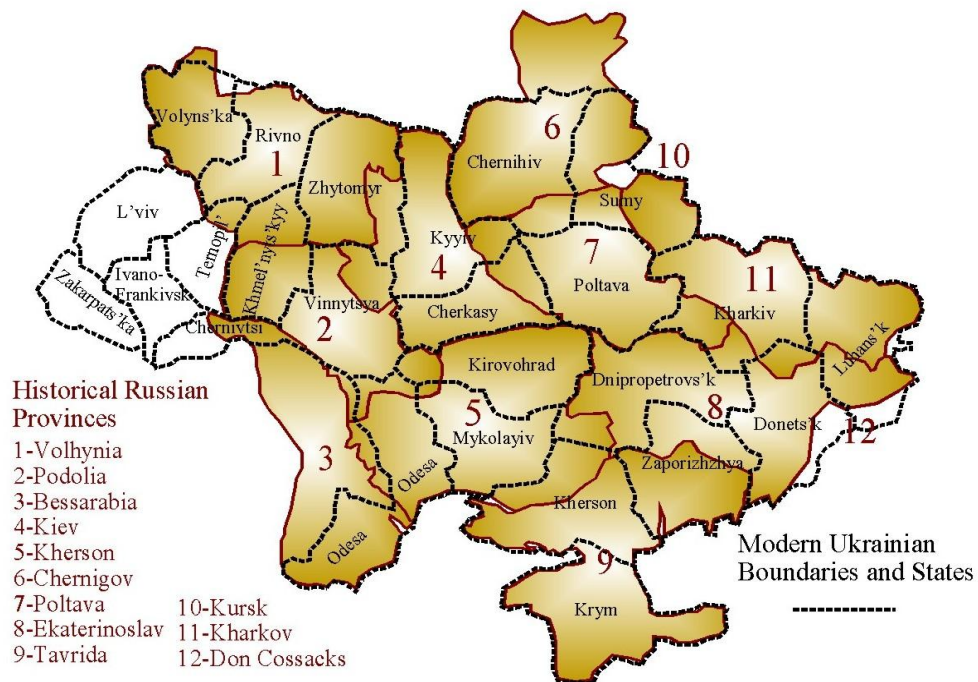 6
Volyns'ka
Rivno
10
1
Chernihiv
Zhytomyr
Sumy
L'viv
Ternopil'
Khmel'nyts'kyy
Kyyiv
7
11
4
Poltava
Ivano-
Frankivsk
Zakarpats'ka
Vinnytsya
Cherkasy
Kharkiv
Chernivtsi
2
Luhans'k
Kirovohrad
Dnipropetrovs'k
8
Donets'k
5
12
Mykolayiv
3
Odesa
Zaporizhzhya
Kherson
Odesa
9
Krym
Historical Russian
Provinces
1-Volhynia
2-Podolia
3-Bessarabia
4-Kiev
5-Kherson
6-Chernigov
7-Poltava
8-Ekaterinoslav
9-Tavrida
10-Kursk
11-Kharkov
12-Don Cossacks
Modern Ukrainian
Boundaries and States